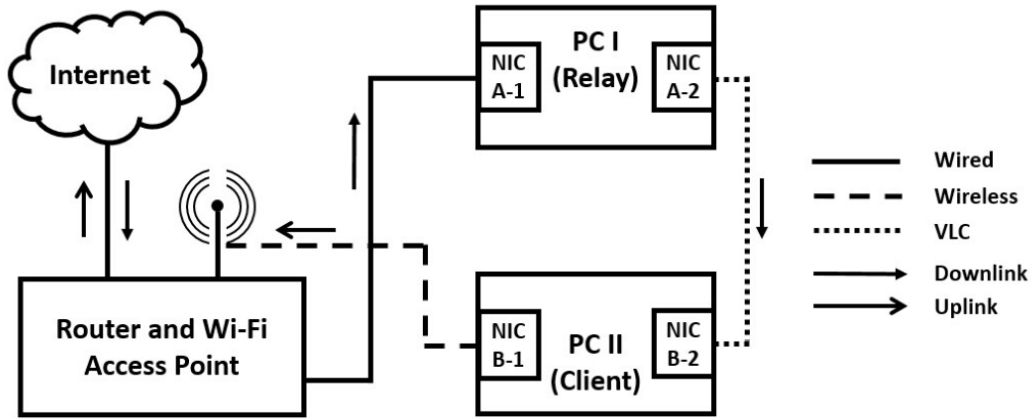 Internet
Router and Wi-Fi
Access Point
PC I
(Relay)
NIC
A-1
NIC
A-2
PC II
(Client)
NIC
B-1
NIC
B-2
Wired
Wireless
VLC
Downlink
Uplink